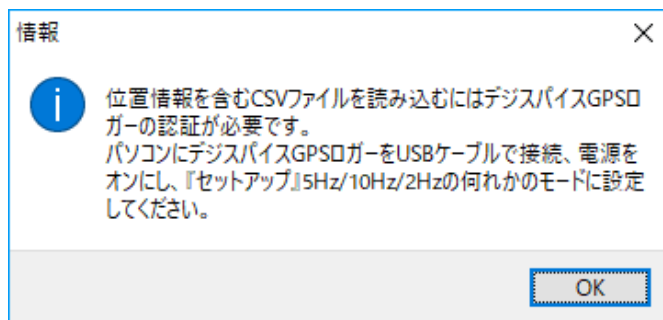 情報
位置情報を含むCSVファイルを読み込むにはデジスパイスGPSロ
ガーの認証が必要です。
パソコンにデジスパイスGPSロガーをUSBケーブルで接続、電源を
オンにし、『セットアップ』5Hz/10Hz/2Hzの何れかのモードに設定
してください。
OK